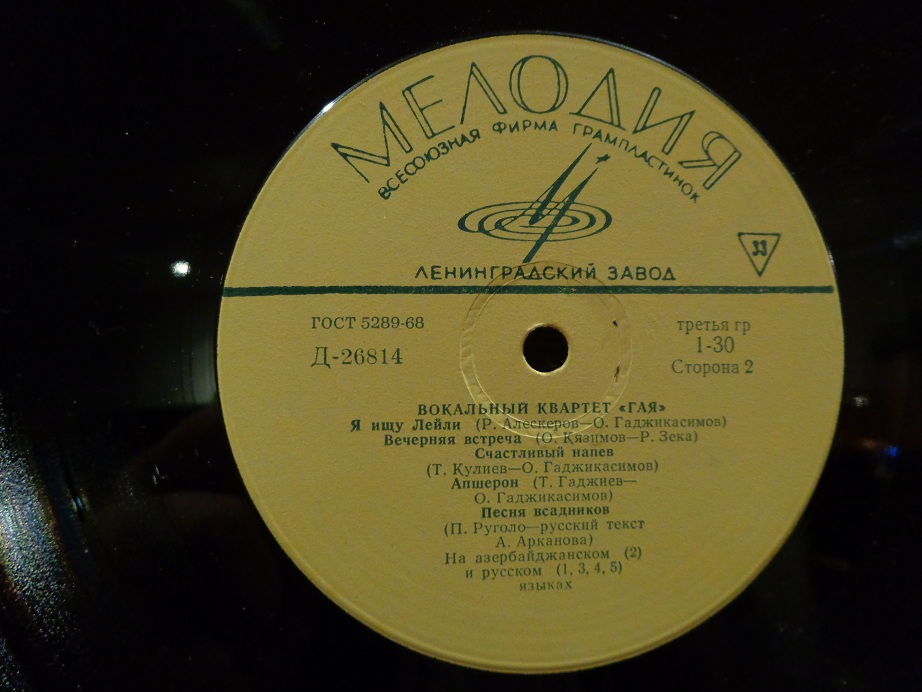 МЕЛОДИЯ
ВСЕСОЮЗНАЯ ФИРМА ГРАМПЛАСТИНОК
33
ЛЕНИНГРАДСКИЙ ЗАВОД
ГОСТ 5289-68
Д-26814
третья гр
1-30
Сторона 2
ВОКАЛЬНЫЙ КВАРТЕТ «ГАЯ»
Я ищу Лейли (Р. Алескеров—О. Гаджикасимов)
Вечерняя встреча (О. Кязимов—Р. Зека)
Счастливый напев
(Т. Кулиев—О. Гаджикасимов)
Апшерон (Т. Гаджиев—
О. Гаджикасимов)
Песня всадников
(П. Руголо—русский текст
А. Арканова)
На азербайджанском (2)
и русском (1, 3, 4, 5)
языках